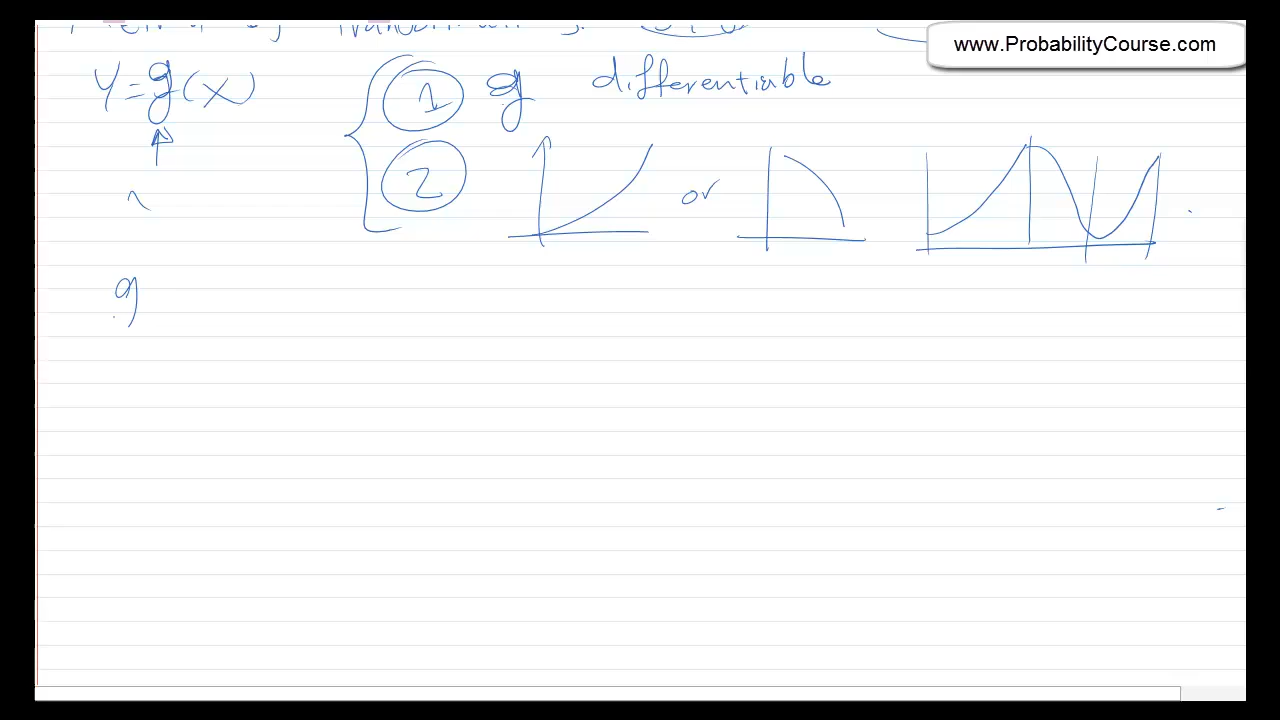 www.ProbabilityCourse.com
Y = g(X)
1 g differentiable
2 or
g